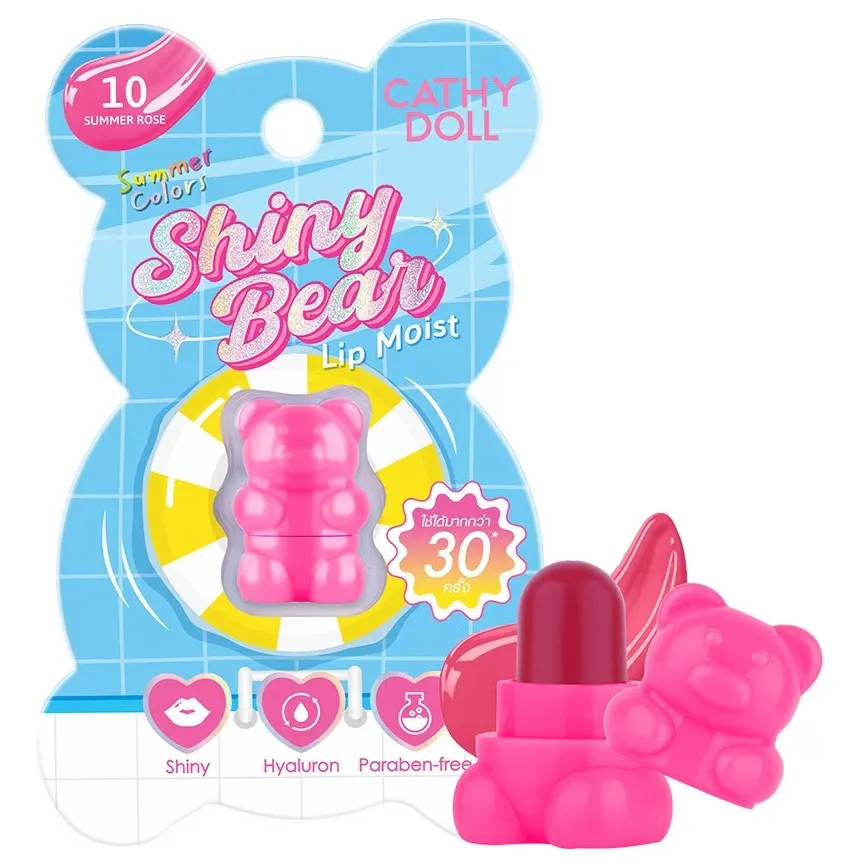 10
SUMMER ROSE
CATHY
DOLL
Summer
Colors
Shiny
Bear
Lip Moist
ใช้ได้มากกว่า
30*
ครั้ง
Shiny
Hyaluron
Paraben-free